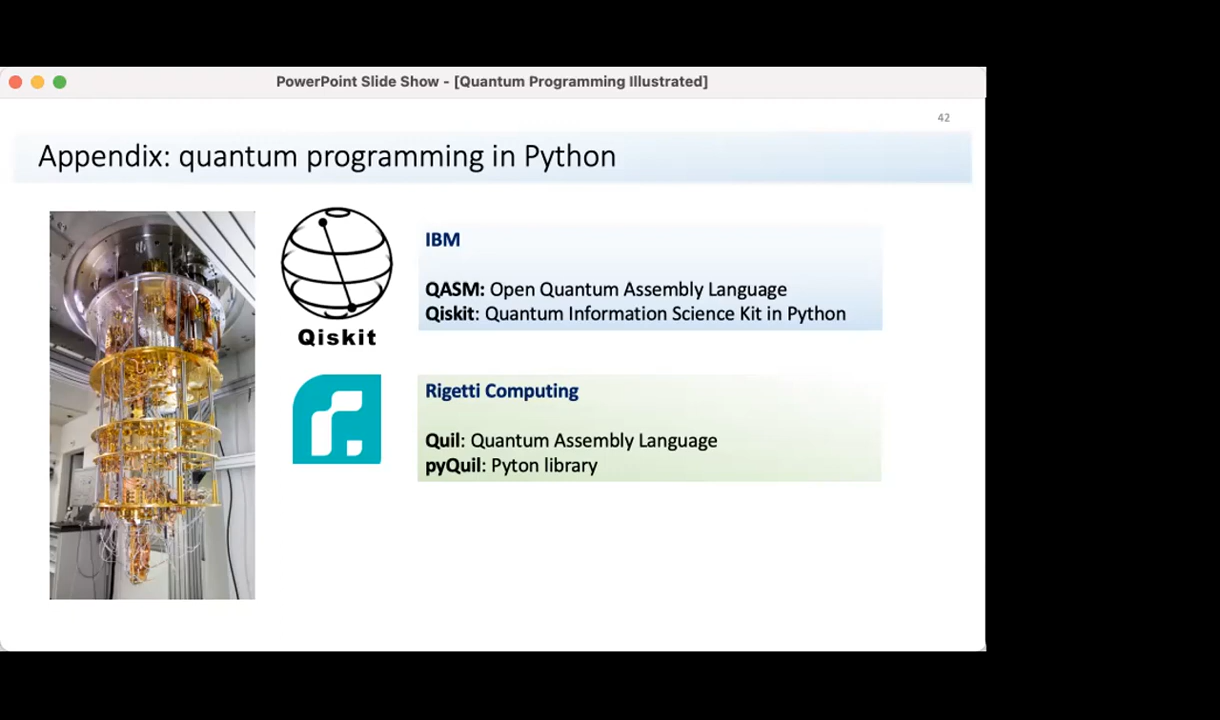 PowerPoint Slide Show - [Quantum Programming Illustrated]
42
Appendix: quantum programming in Python
Qiskit
IBM
QASM: Open Quantum Assembly Language
Qiskit: Quantum Information Science Kit in Python
Rigetti Computing
Quil: Quantum Assembly Language
pyQuil: Pyton library